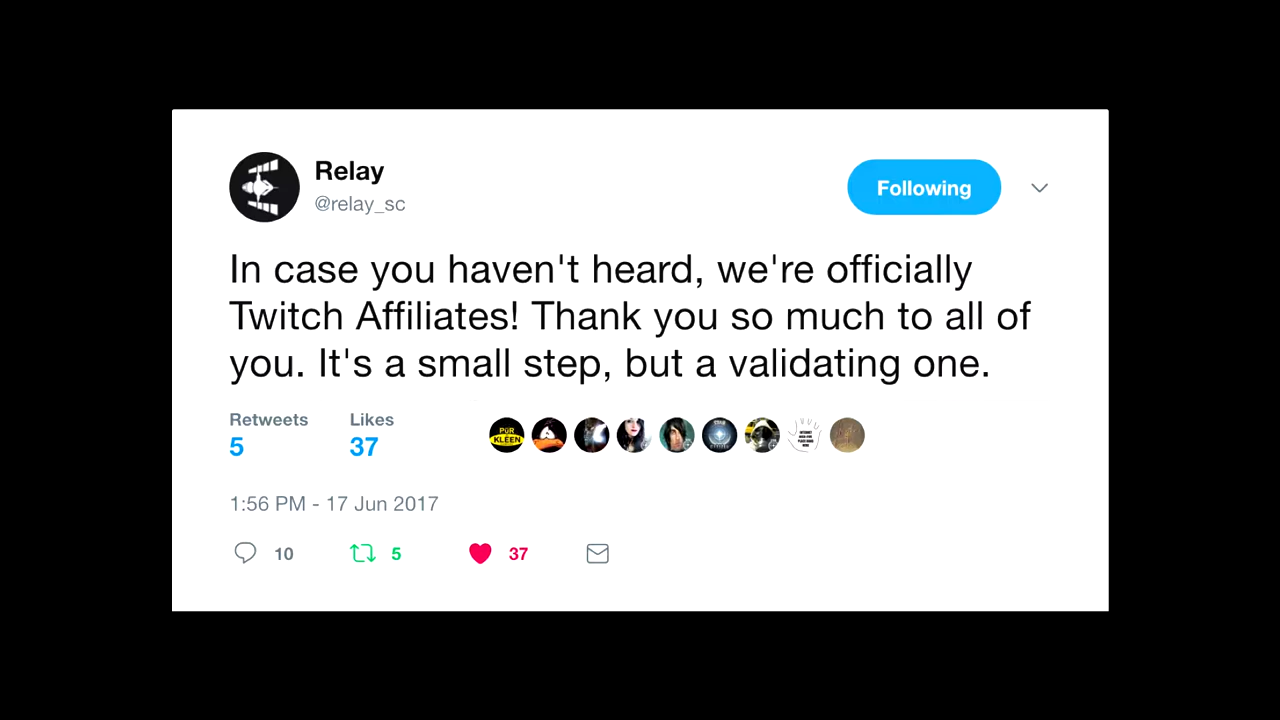 Relay
@relay_sc
Following
In case you haven't heard, we're officially
Twitch Affiliates! Thank you so much to all of
you. It's a small step, but a validating one.
Retweets
Likes
5
37
PüR
KLEEN
1:56 PM - 17 Jun 2017
10
5
37